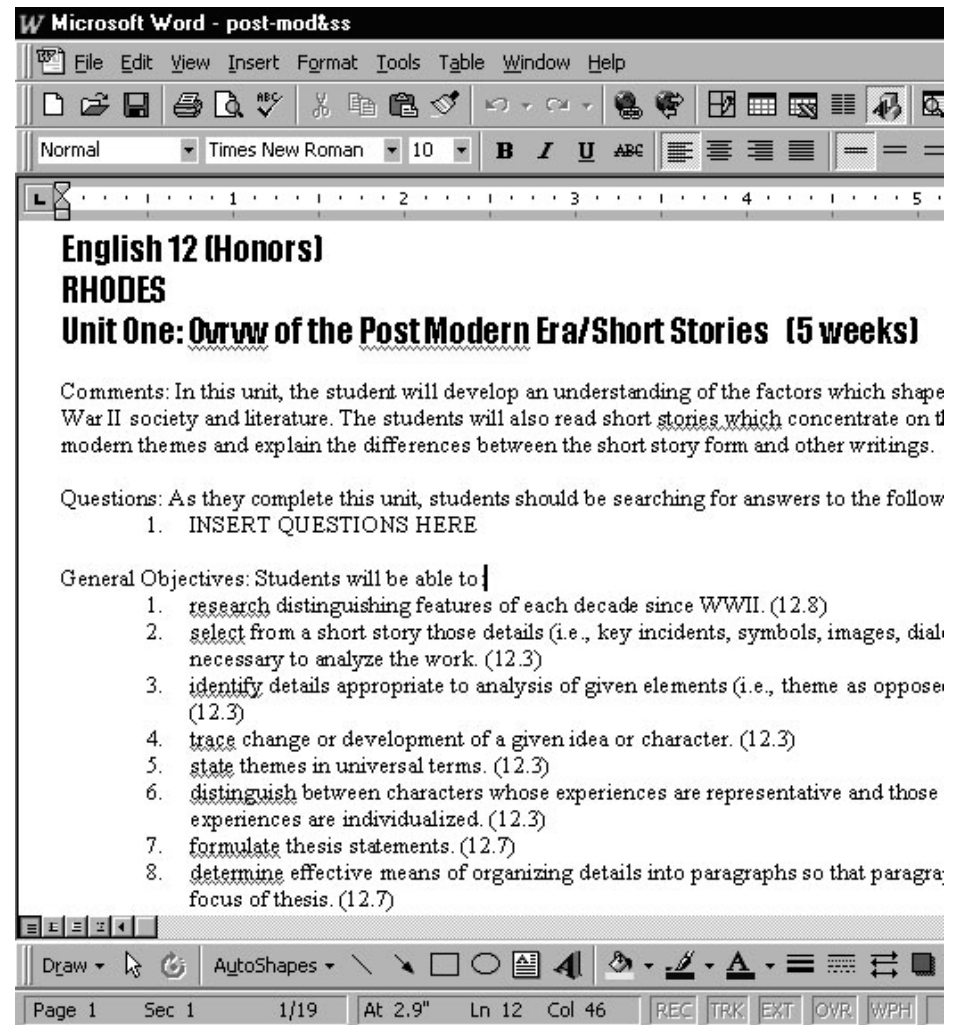 Microsoft Word - post-mod&ss
File Edit View Insert Format Tools Table Window Help
ABC
Normal Times New Roman 10 B I U ABC
1 2 3 4 5
English 12 (Honors)
RHODES
Unit One: Ovrvw of the Post Modern Era/Short Stories (5 weeks)
Comments: In this unit, the student will develop an understanding of the factors which shape
War II society and literature. The students will also read short stories which concentrate on
modern themes and explain the differences between the short story form and other writings.
Questions: As they complete this unit, students should be searching for answers to the follow
1. INSERT QUESTIONS HERE
General Objectives: Students will be able to:
1. research distinguishing features of each decade since WWII. (12.8)
2. select from a short story those details (i.e., key incidents, symbols, images, dial
necessary to analyze the work. (12.3)
3. identify details appropriate to analysis of given elements (i.e., theme as oppose
(12.3)
4. trace change or development of a given idea or character. (12.3)
5. state themes in universal terms. (12.3)
6. distinguish between characters whose experiences are representative and those
experiences are individualized. (12.3)
7. formulate thesis statements. (12.7)
8. determine effective means of organizing details into paragraphs so that paragra
focus of thesis. (12.7)
Draw AutoShapes A
Page 1 Sec 1 1/19 At 2.9" Ln 12 Col 46 REC TRK EXT OVR WPH